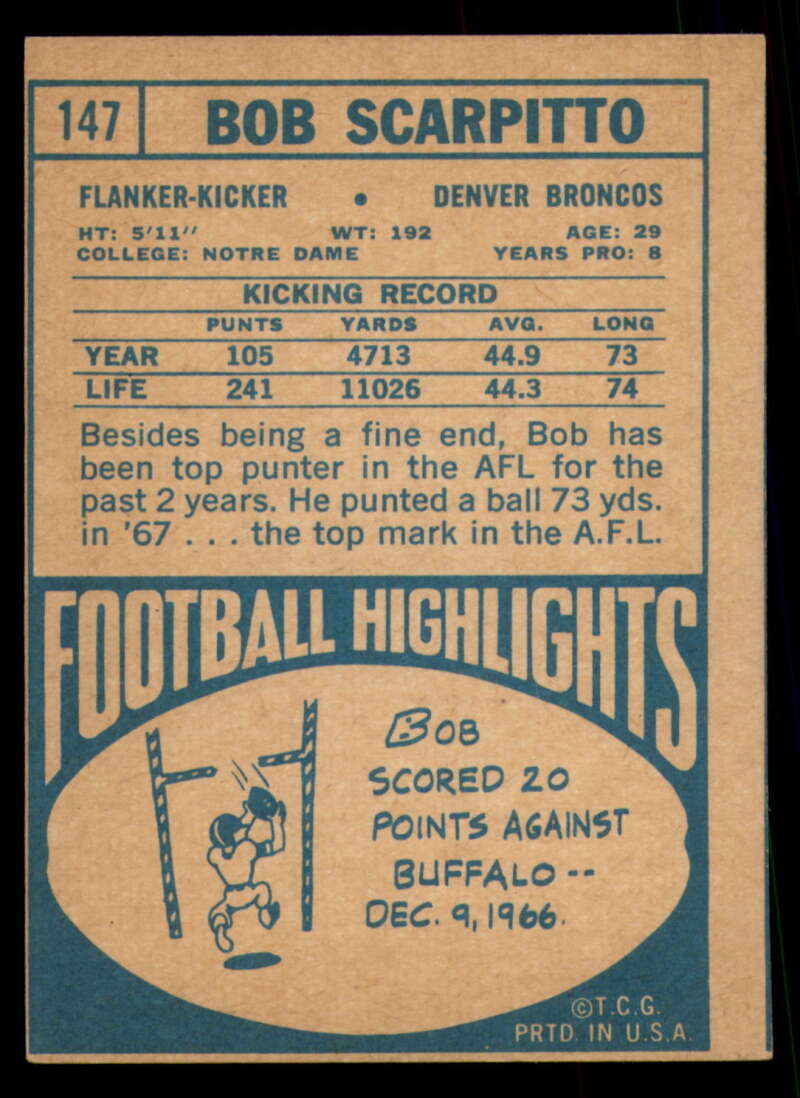 147 BOB SCARPITTO
FLANKER-KICKER • DENVER BRONCOS
HT: 5'11" WT: 192 AGE: 29
COLLEGE: NOTRE DAME YEARS PRO: 8
KICKING RECORD
PUNTS YARDS AVG. LONG
YEAR 105 4713 44.9 73
LIFE 241 11026 44.3 74
Besides being a fine end, Bob has
been top punter in the AFL for the
past 2 years. He punted a ball 73 yds.
in '67 . . . the top mark in the A.F.L.
FOOTBALL HIGHLIGHTS
BOB
SCORED 20
POINTS AGAINST
BUFFALO--
DEC. 9, 1966.
©T.C.G.
PRTD. IN U.S.A.